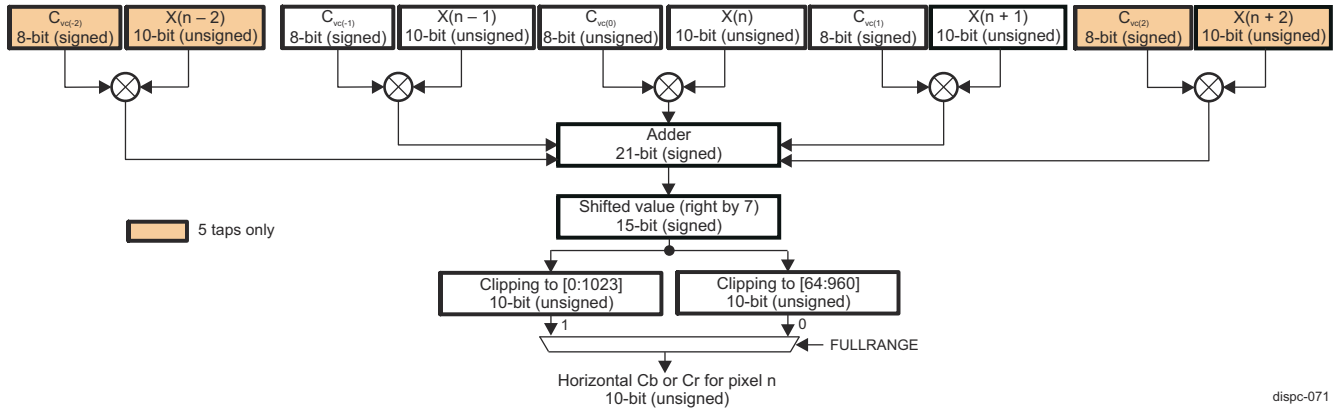 Cvc(-2)
8-bit (signed)
X(n – 2)
10-bit (unsigned)
Cvc(-1)
8-bit (signed)
X(n – 1)
10-bit (unsigned)
Cvc(0)
8-bit (unsigned)
X(n)
10-bit (unsigned)
Cvc(1)
8-bit (signed)
X(n + 1)
10-bit (unsigned)
Cvc(2)
8-bit (signed)
X(n + 2)
10-bit (unsigned)
Adder
21-bit (signed)
Shifted value (right by 7)
15-bit (signed)
5 taps only
Clipping to [0:1023]
10-bit (unsigned)
Clipping to [64:960]
10-bit (unsigned)
1
0
FULLRANGE
Horizontal Cb or Cr for pixel n
10-bit (unsigned)
dispc-071